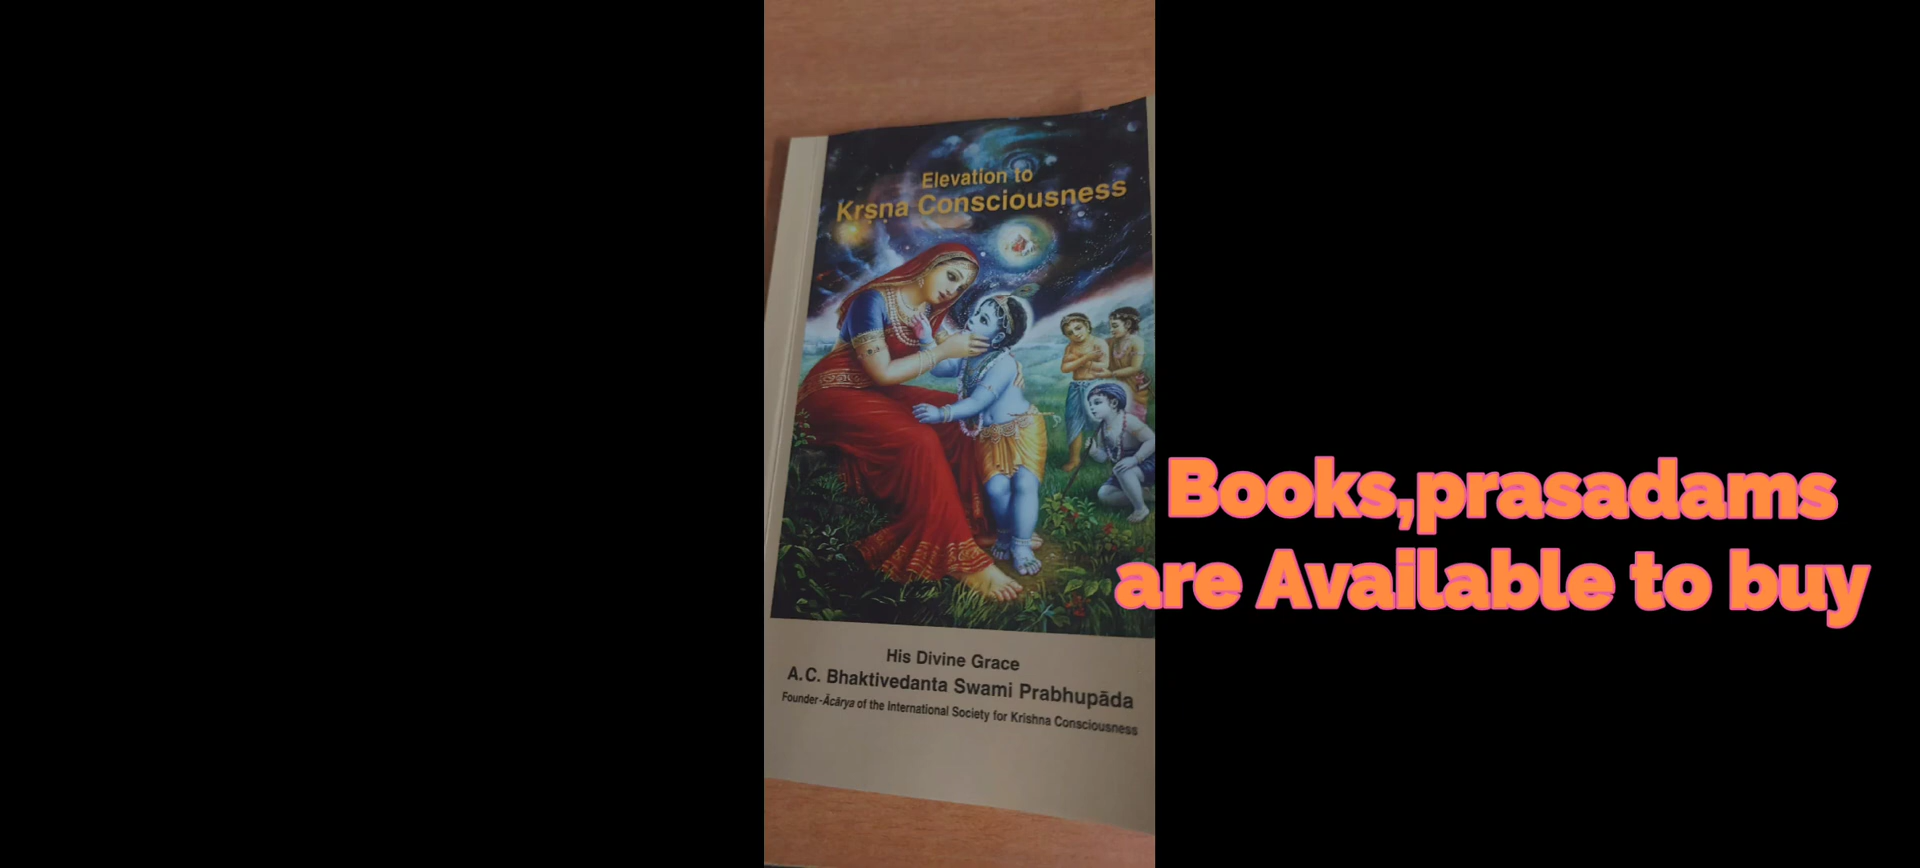 Elevation to
Kṛṣṇa Consciousness
His Divine Grace
A.C. Bhaktivedanta Swami Prabhupāda
Founder-Ācārya of the International Society for Krishna Consciousness
Books,prasadams
are Available to buy